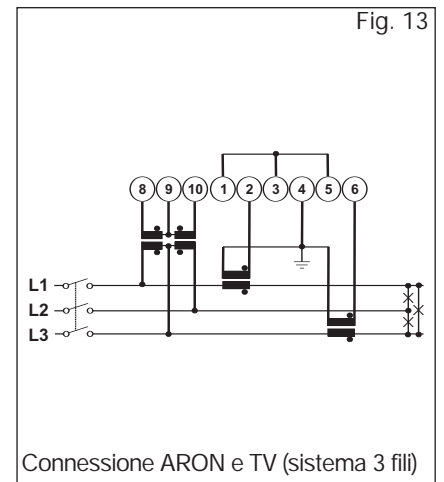 Fig. 13
8 9 10 1 2 3 4 5 6
L1
L2
L3
Connessione ARON e TV (sistema 3 fili)